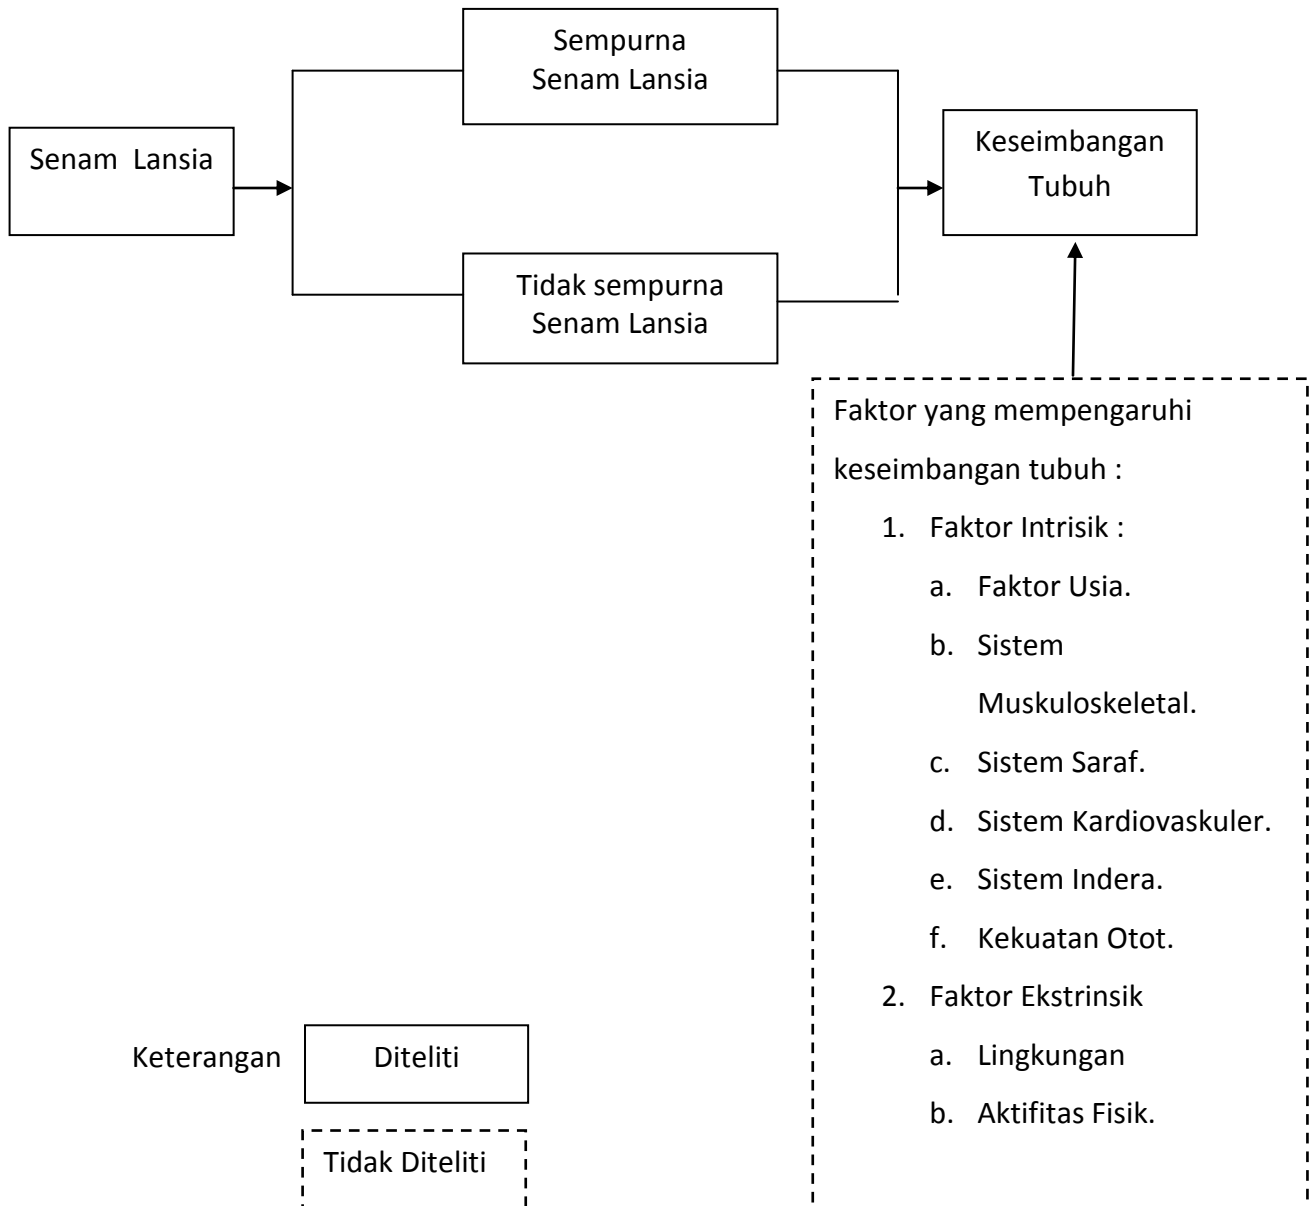 Sempurna
Senam Lansia
Senam Lansia
Keseimbangan
Tubuh
Tidak sempurna
Senam Lansia
Faktor yang mempengaruhi
keseimbangan tubuh :
1. Faktor Intrisik :
a. Faktor Usia.
b. Sistem
Muskuloskeletal.
c. Sistem Saraf.
d. Sistem Kardiovaskuler.
e. Sistem Indera.
f. Kekuatan Otot.
2. Faktor Ekstrinsik
a. Lingkungan
b. Aktifitas Fisik.
Keterangan
Diteliti
Tidak Diteliti